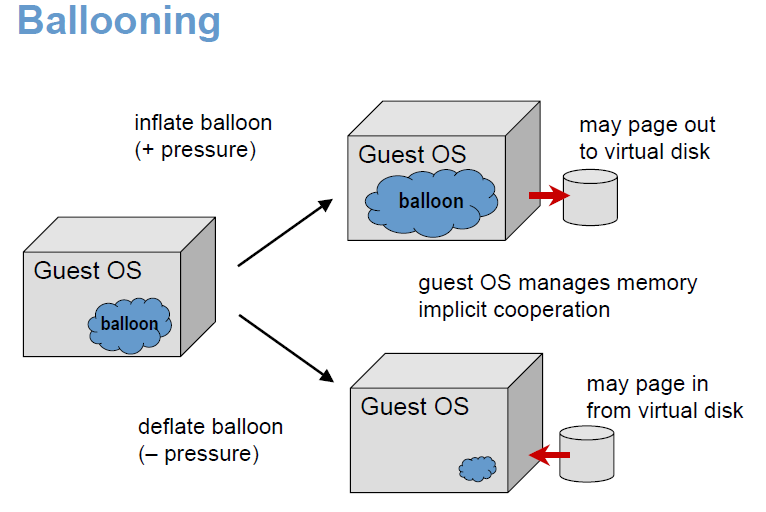 Ballooning
inflate balloon
(+ pressure)
Guest OS
balloon
may page out
to virtual disk
Guest OS
balloon
guest OS manages memory
implicit cooperation
deflate balloon
(– pressure)
Guest OS
may page in
from virtual disk